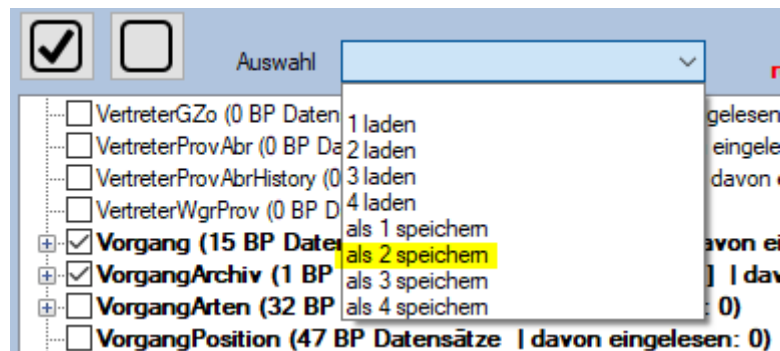 Auswahl
VertreterGZo (0 BP Daten
gelesen
VertreterProvAbr (0 BP Da
eingele
VertreterProvAbrHistory (0
davon
VertreterWgrProv (0 BP D
Vorgang (15 BP Date
avon ei
VorgangArchiv (1 BP
] | dav
VorgangArten (32 BP
: 0)
VorgangPosition (47 BP Datensätze | davon eingelesen: 0)
1 laden
2 laden
3 laden
4 laden
als 1 speichern
als 2 speichern
als 3 speichern
als 4 speichern